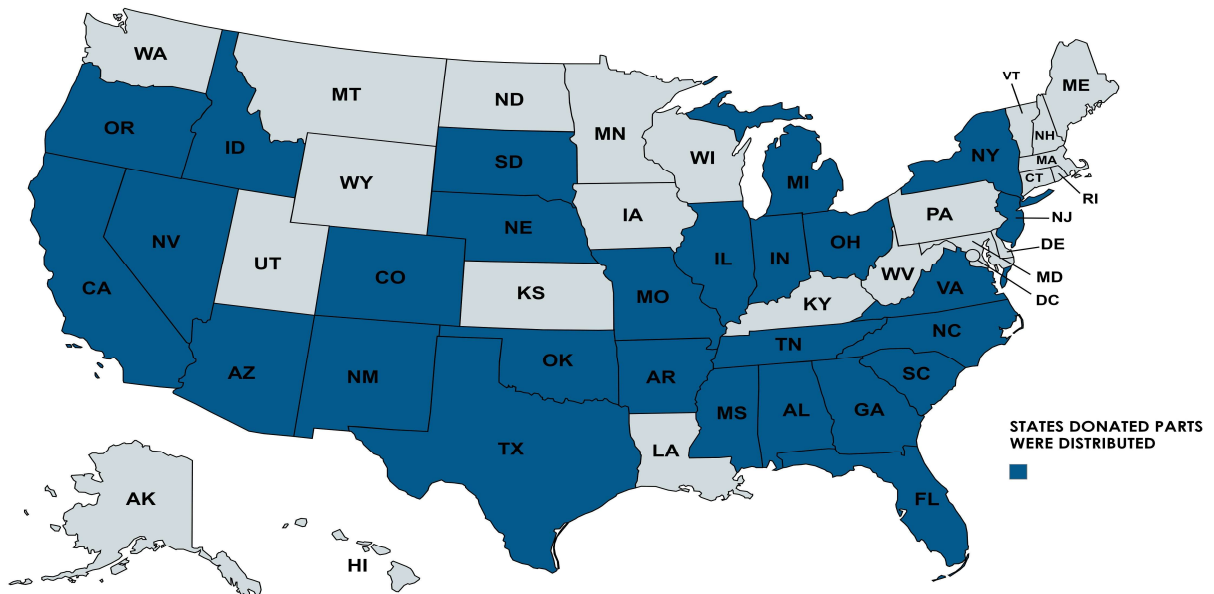 WA
MT
ND
MN
VT
ME
OR
ID
SD
WI
MI
NY
NH
MA
CT
RI
WY
IA
NE
PA
NJ
NV
UT
CO
IL
IN
OH
DE
MD
DC
CA
KS
MO
WV
KY
VA
NC
TN
AZ
NM
OK
AR
SC
MS
AL
GA
TX
LA
STATES DONATED PARTS
WERE DISTRIBUTED
FL
AK
HI